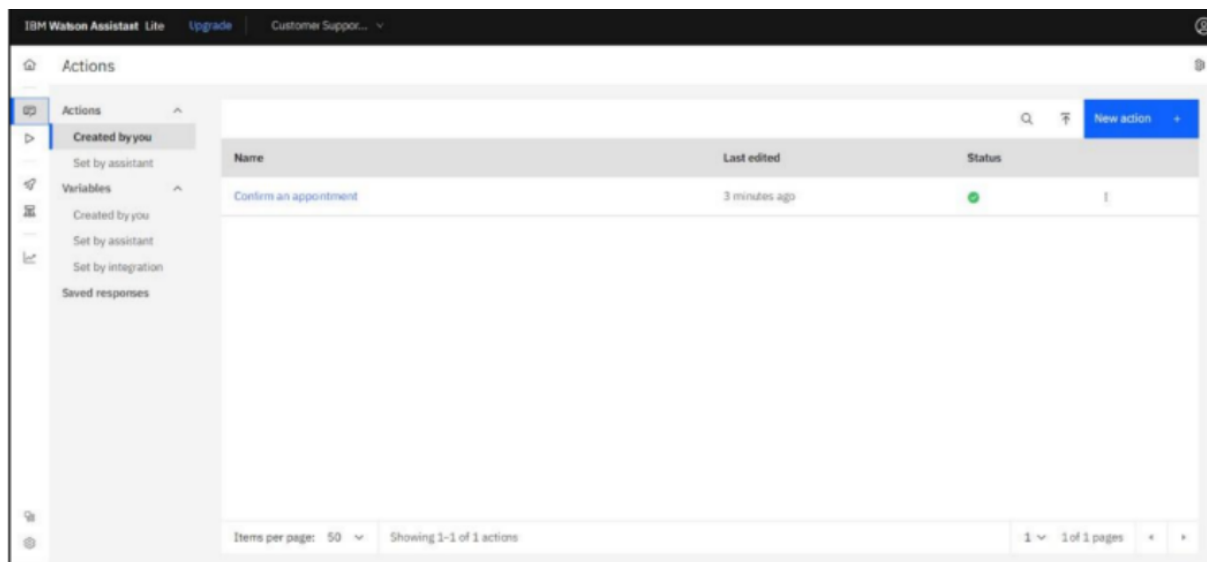 IBM Watson Assistant Lite Upgrade Customer Suppor...
Actions
Actions
Created by you
Set by assistant
Variables
Created by you
Set by assistant
Set by integration
Saved responses
New action +
Name Last edited Status
Confirm an appointment 3 minutes ago
Items per page: 50 Showing 1–1 of 1 actions 1 1 of 1 pages